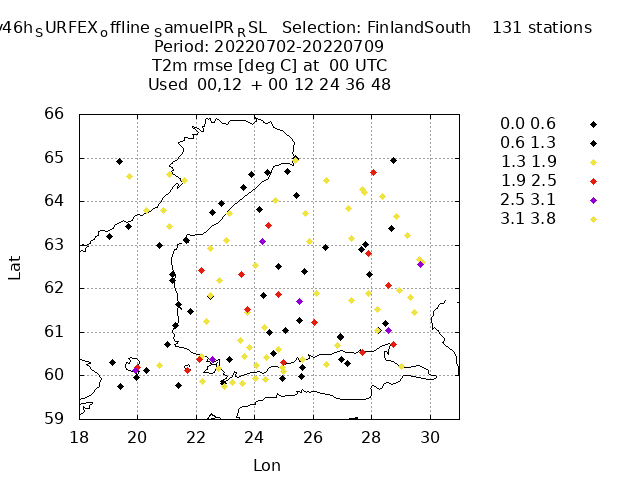 46h_SURFEX_offline_SamuelPR_RSL Selection: FinlandSouth 131 stations
Period: 20220702-20220709
T2m rmse [deg C] at 00 UTC
Used 00,12 + 00 12 24 36 48
66
65
64
63
62
61
60
59
18 20 22 24 26 28 30
Lat
Lon
0.0 0.6
0.6 1.3
1.3 1.9
1.9 2.5
2.5 3.1
3.1 3.8